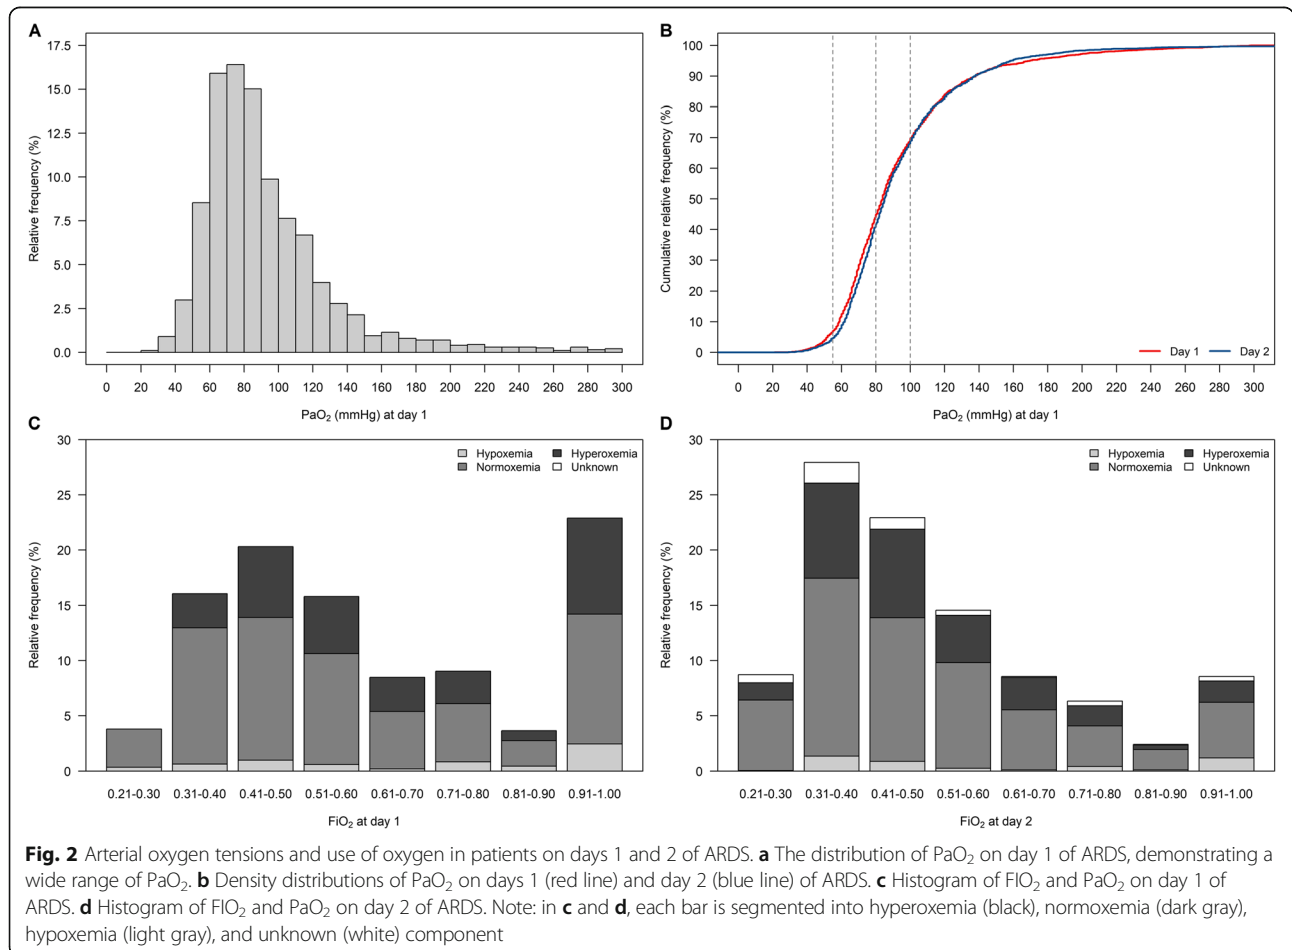 A
17.5
15.0
12.5
10.0
7.5
5.0
2.5
0.0
Relative frequency (%)
0 20 40 60 80 100 120 140 160 180 200 220 240 260 280 300
PaO2 (mmHg) at day 1
B
100
90
80
70
60
50
40
30
20
10
0
Cumulative relative frequency (%)
Day 1 Day 2
0 20 40 60 80 100 120 140 160 180 200 220 240 260 280 300
PaO2 (mmHg) at day 1
C
30
25
20
15
10
5
0
Relative frequency (%)
Hypoxemia Hyperoxemia
Normoxemia Unknown
0.21-0.30 0.31-0.40 0.41-0.50 0.51-0.60 0.61-0.70 0.71-0.80 0.81-0.90 0.91-1.00
FiO2 at day 1
D
30
25
20
15
10
5
0
Relative frequency (%)
Hypoxemia Hyperoxemia
Normoxemia Unknown
0.21-0.30 0.31-0.40 0.41-0.50 0.51-0.60 0.61-0.70 0.71-0.80 0.81-0.90 0.91-1.00
FiO2 at day 2
Fig. 2 Arterial oxygen tensions and use of oxygen in patients on days 1 and 2 of ARDS. a The distribution of PaO2 on day 1 of ARDS, demonstrating a
wide range of PaO2. b Density distributions of PaO2 on days 1 (red line) and day 2 (blue line) of ARDS. c Histogram of FIO2 and PaO2 on day 1 of
ARDS. d Histogram of FIO2 and PaO2 on day 2 of ARDS. Note: in c and d, each bar is segmented into hyperoxemia (black), normoxemia (dark gray),
hypoxemia (light gray), and unknown (white) component